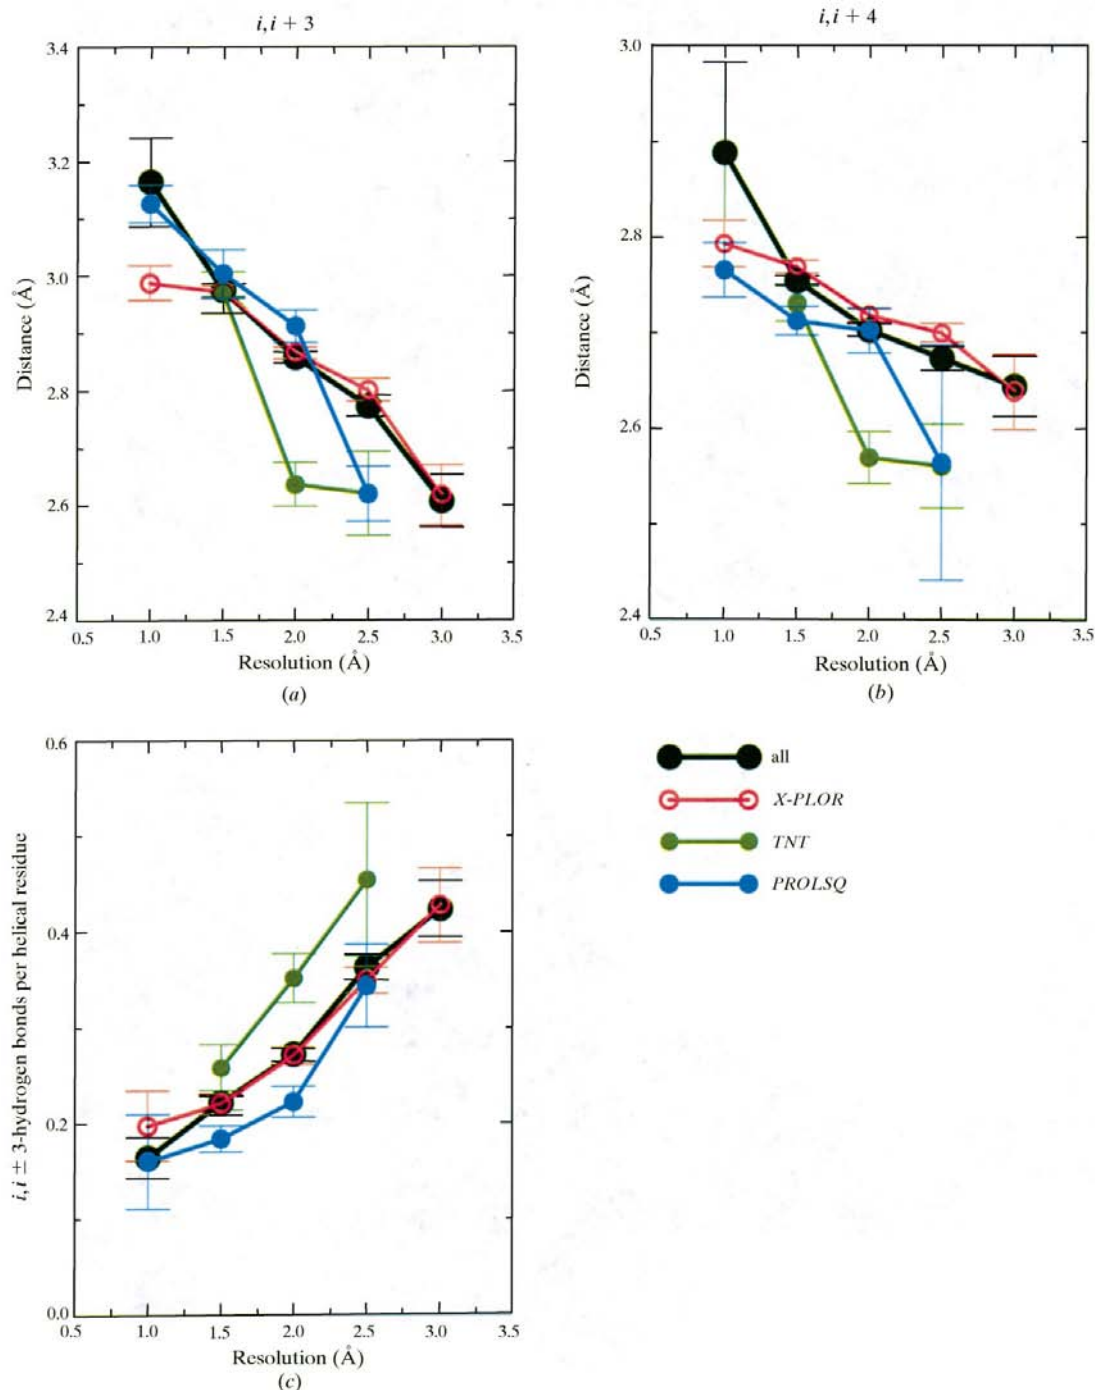 i,i + 3
3.4
3.2
3.0
2.8
2.6
2.4
Distance (Å)
0.5
1.0
1.5
2.0
2.5
3.0
3.5
Resolution (Å)
(a)
i,i + 4
3.0
2.8
2.6
2.4
Distance (Å)
0.5
1.0
1.5
2.0
2.5
3.0
3.5
Resolution (Å)
(b)
0.6
0.4
0.2
0.0
i,i ± 3-hydrogen bonds per helical residue
0.5
1.0
1.5
2.0
2.5
3.0
3.5
Resolution (Å)
(c)
all
X-PLOR
TNT
PROLSQ